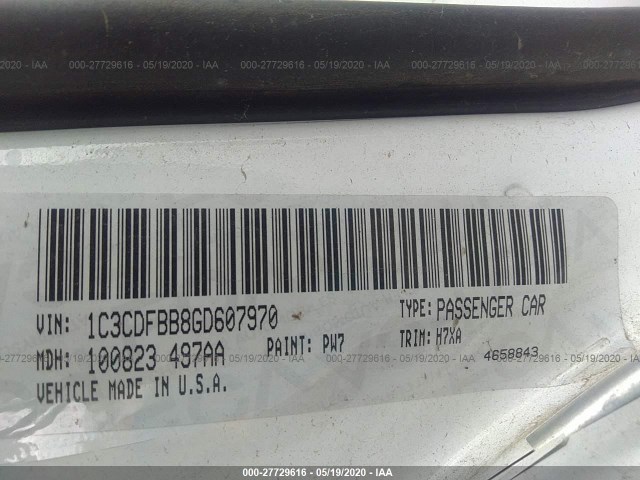 000-27729616 - 05/19/2020 - IAA
VIN: 1C3CDFBB8GD607970
TYPE: PASSENGER CAR
MDH: 100823 497AA
PAINT: PW7
TRIM: H7XA
4658843
VEHICLE MADE IN U.S.A.
000-27729616 - 05/19/2020 - IAA